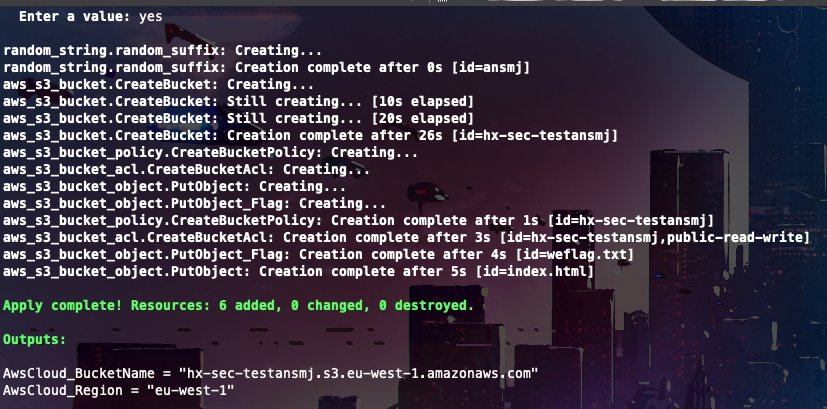 Enter a value: yes
random_string.random_suffix: Creating...
random_string.random_suffix: Creation complete after 0s [id=ansmj]
aws_s3_bucket.CreateBucket: Creating...
aws_s3_bucket.CreateBucket: Still creating... [10s elapsed]
aws_s3_bucket.CreateBucket: Still creating... [20s elapsed]
aws_s3_bucket.CreateBucket: Creation complete after 26s [id=hx-sec-testansmj]
aws_s3_bucket_policy.CreateBucketPolicy: Creating...
aws_s3_bucket_acl.CreateBucketAcl: Creating...
aws_s3_bucket_object.PutObject: Creating...
aws_s3_bucket_object.PutObject_Flag: Creating...
aws_s3_bucket_policy.CreateBucketPolicy: Creation complete after 1s [id=hx-sec-testansmj]
aws_s3_bucket_acl.CreateBucketAcl: Creation complete after 3s [id=hx-sec-testansmj,public-read-write]
aws_s3_bucket_object.PutObject_Flag: Creation complete after 4s [id=weflag.txt]
aws_s3_bucket_object.PutObject: Creation complete after 5s [id=index.html]
Apply complete! Resources: 6 added, 0 changed, 0 destroyed.
Outputs:
AwsCloud_BucketName = "hx-sec-testansmj.s3.eu-west-1.amazonaws.com"
AwsCloud_Region = "eu-west-1"